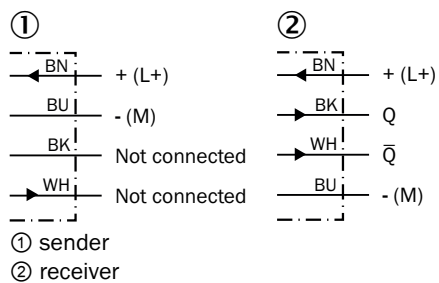 ① ②
BN + (L+)
BU - (M)
BK Not connected
WH Not connected
BN + (L+)
BK Q
WH Q̅
BU - (M)
① sender
② receiver